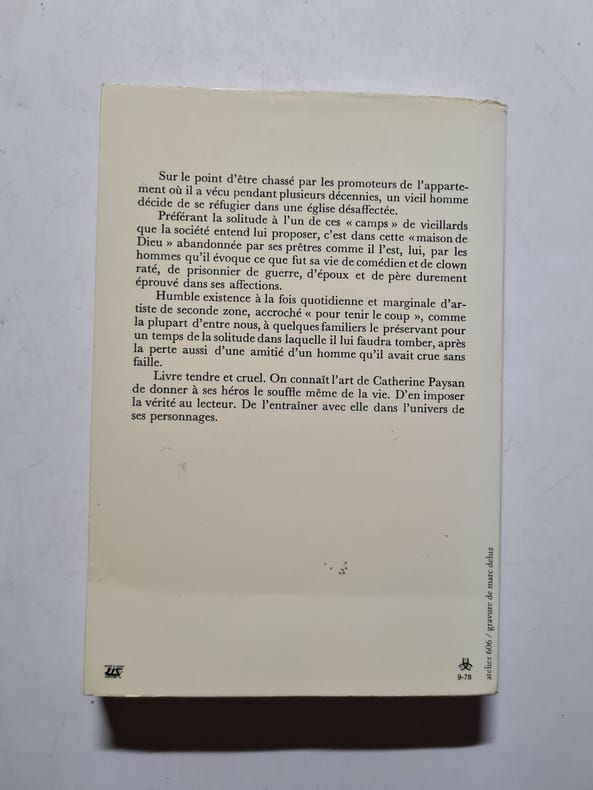 Sur le point d'être chassé par les promoteurs de l'apparte-
ment où il a vécu pendant plusieurs décennies, un vieil homme
décide de se réfugier dans une église désaffectée.
Préférant la solitude à l'un de ces « camps » de vieillards
que la société entend lui proposer, c'est dans cette « maison de
Dieu » abandonnée par ses prêtres comme il l'est, lui, par les
hommes qu'il évoque ce que fut sa vie de comédien et de clown
raté, de prisonnier de guerre, d'époux et de père durement
éprouvé dans ses affections.
Humble existence à la fois quotidienne et marginale d'ar-
tiste de seconde zone, accroché « pour tenir le coup », comme
la plupart d'entre nous, à quelques familiers le préservant pour
un temps de la solitude dans laquelle il lui faudra tomber, après
la perte aussi d'une amitié d'un homme qu'il avait crue sans
faille.
Livre tendre et cruel. On connaît l'art de Catherine Paysan
de donner à ses héros le souffle même de la vie. D'en imposer
la vérité au lecteur. De l'entraîner avec elle dans l'univers de
ses personnages.
9-78
atelier 606 / gravure de marc deluz